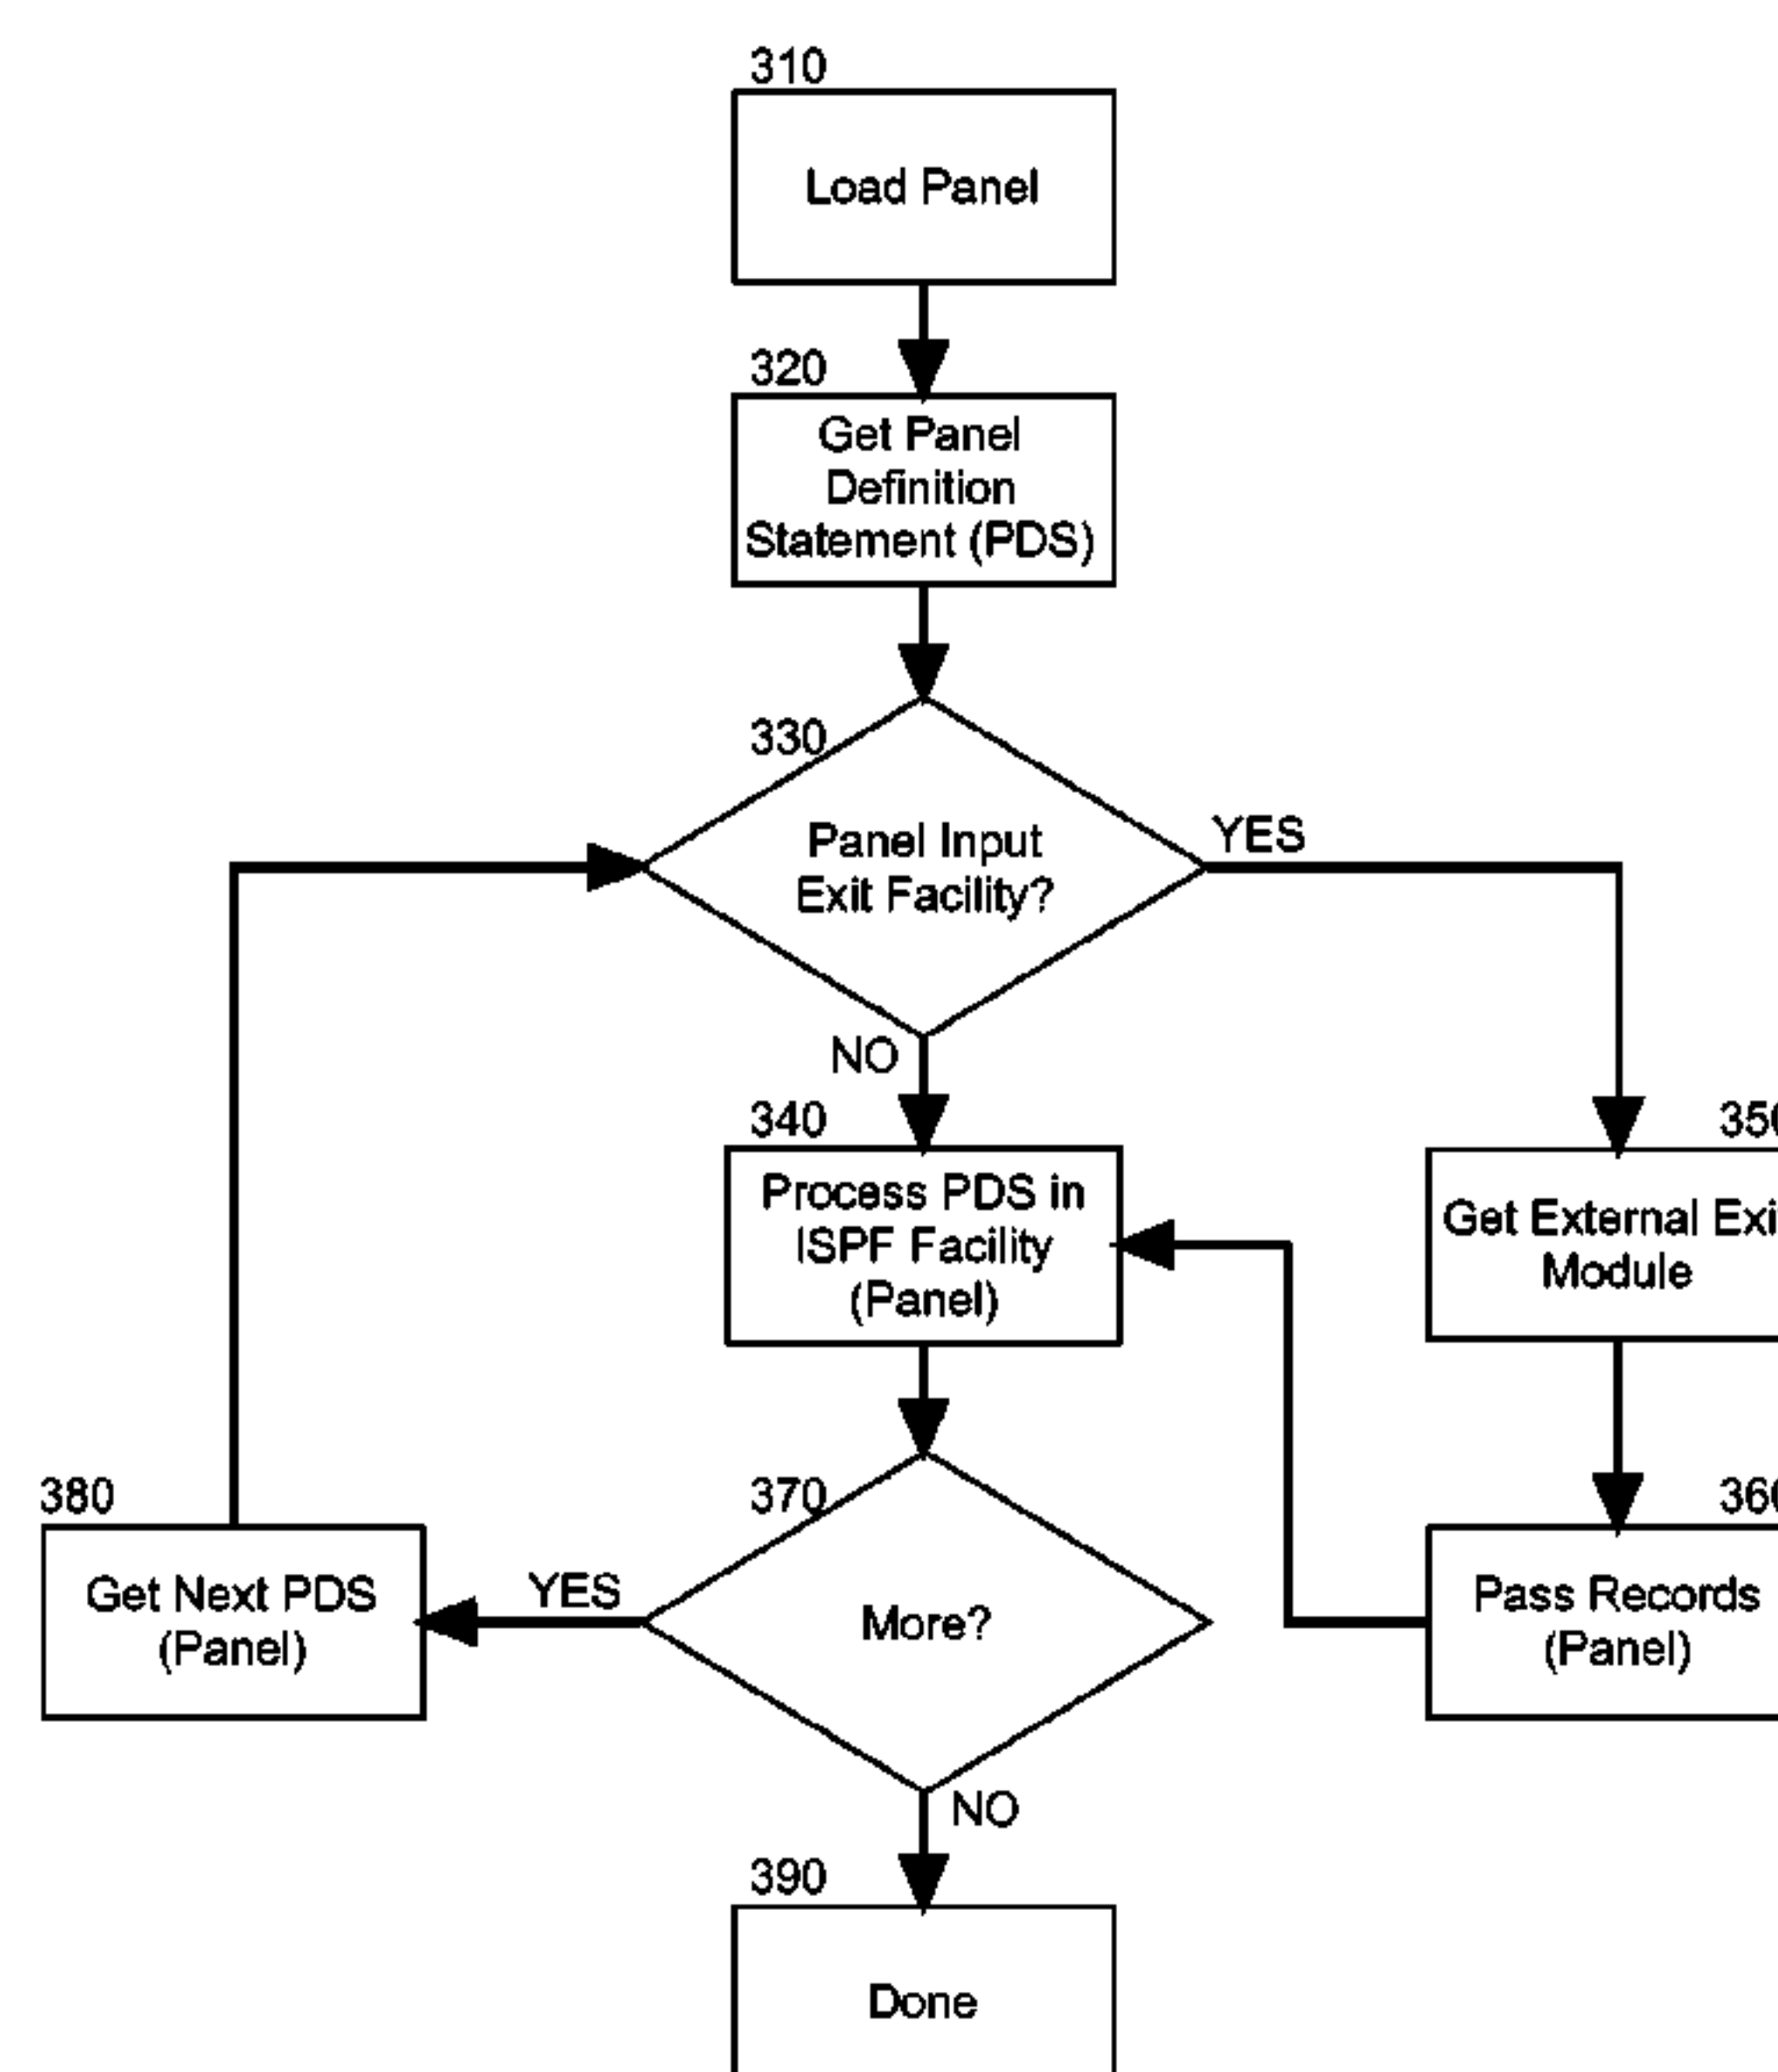 310
Load Panel
320
Get Panel
Definition
Statement (PDS)
330
Panel Input
Exit Facility?
YES
NO
340
Process PDS in
ISPF Facility
(Panel)
Get External
Module
370
More?
YES
380
Get Next PDS
(Panel)
Pass Records
(Panel)
NO
390
Done